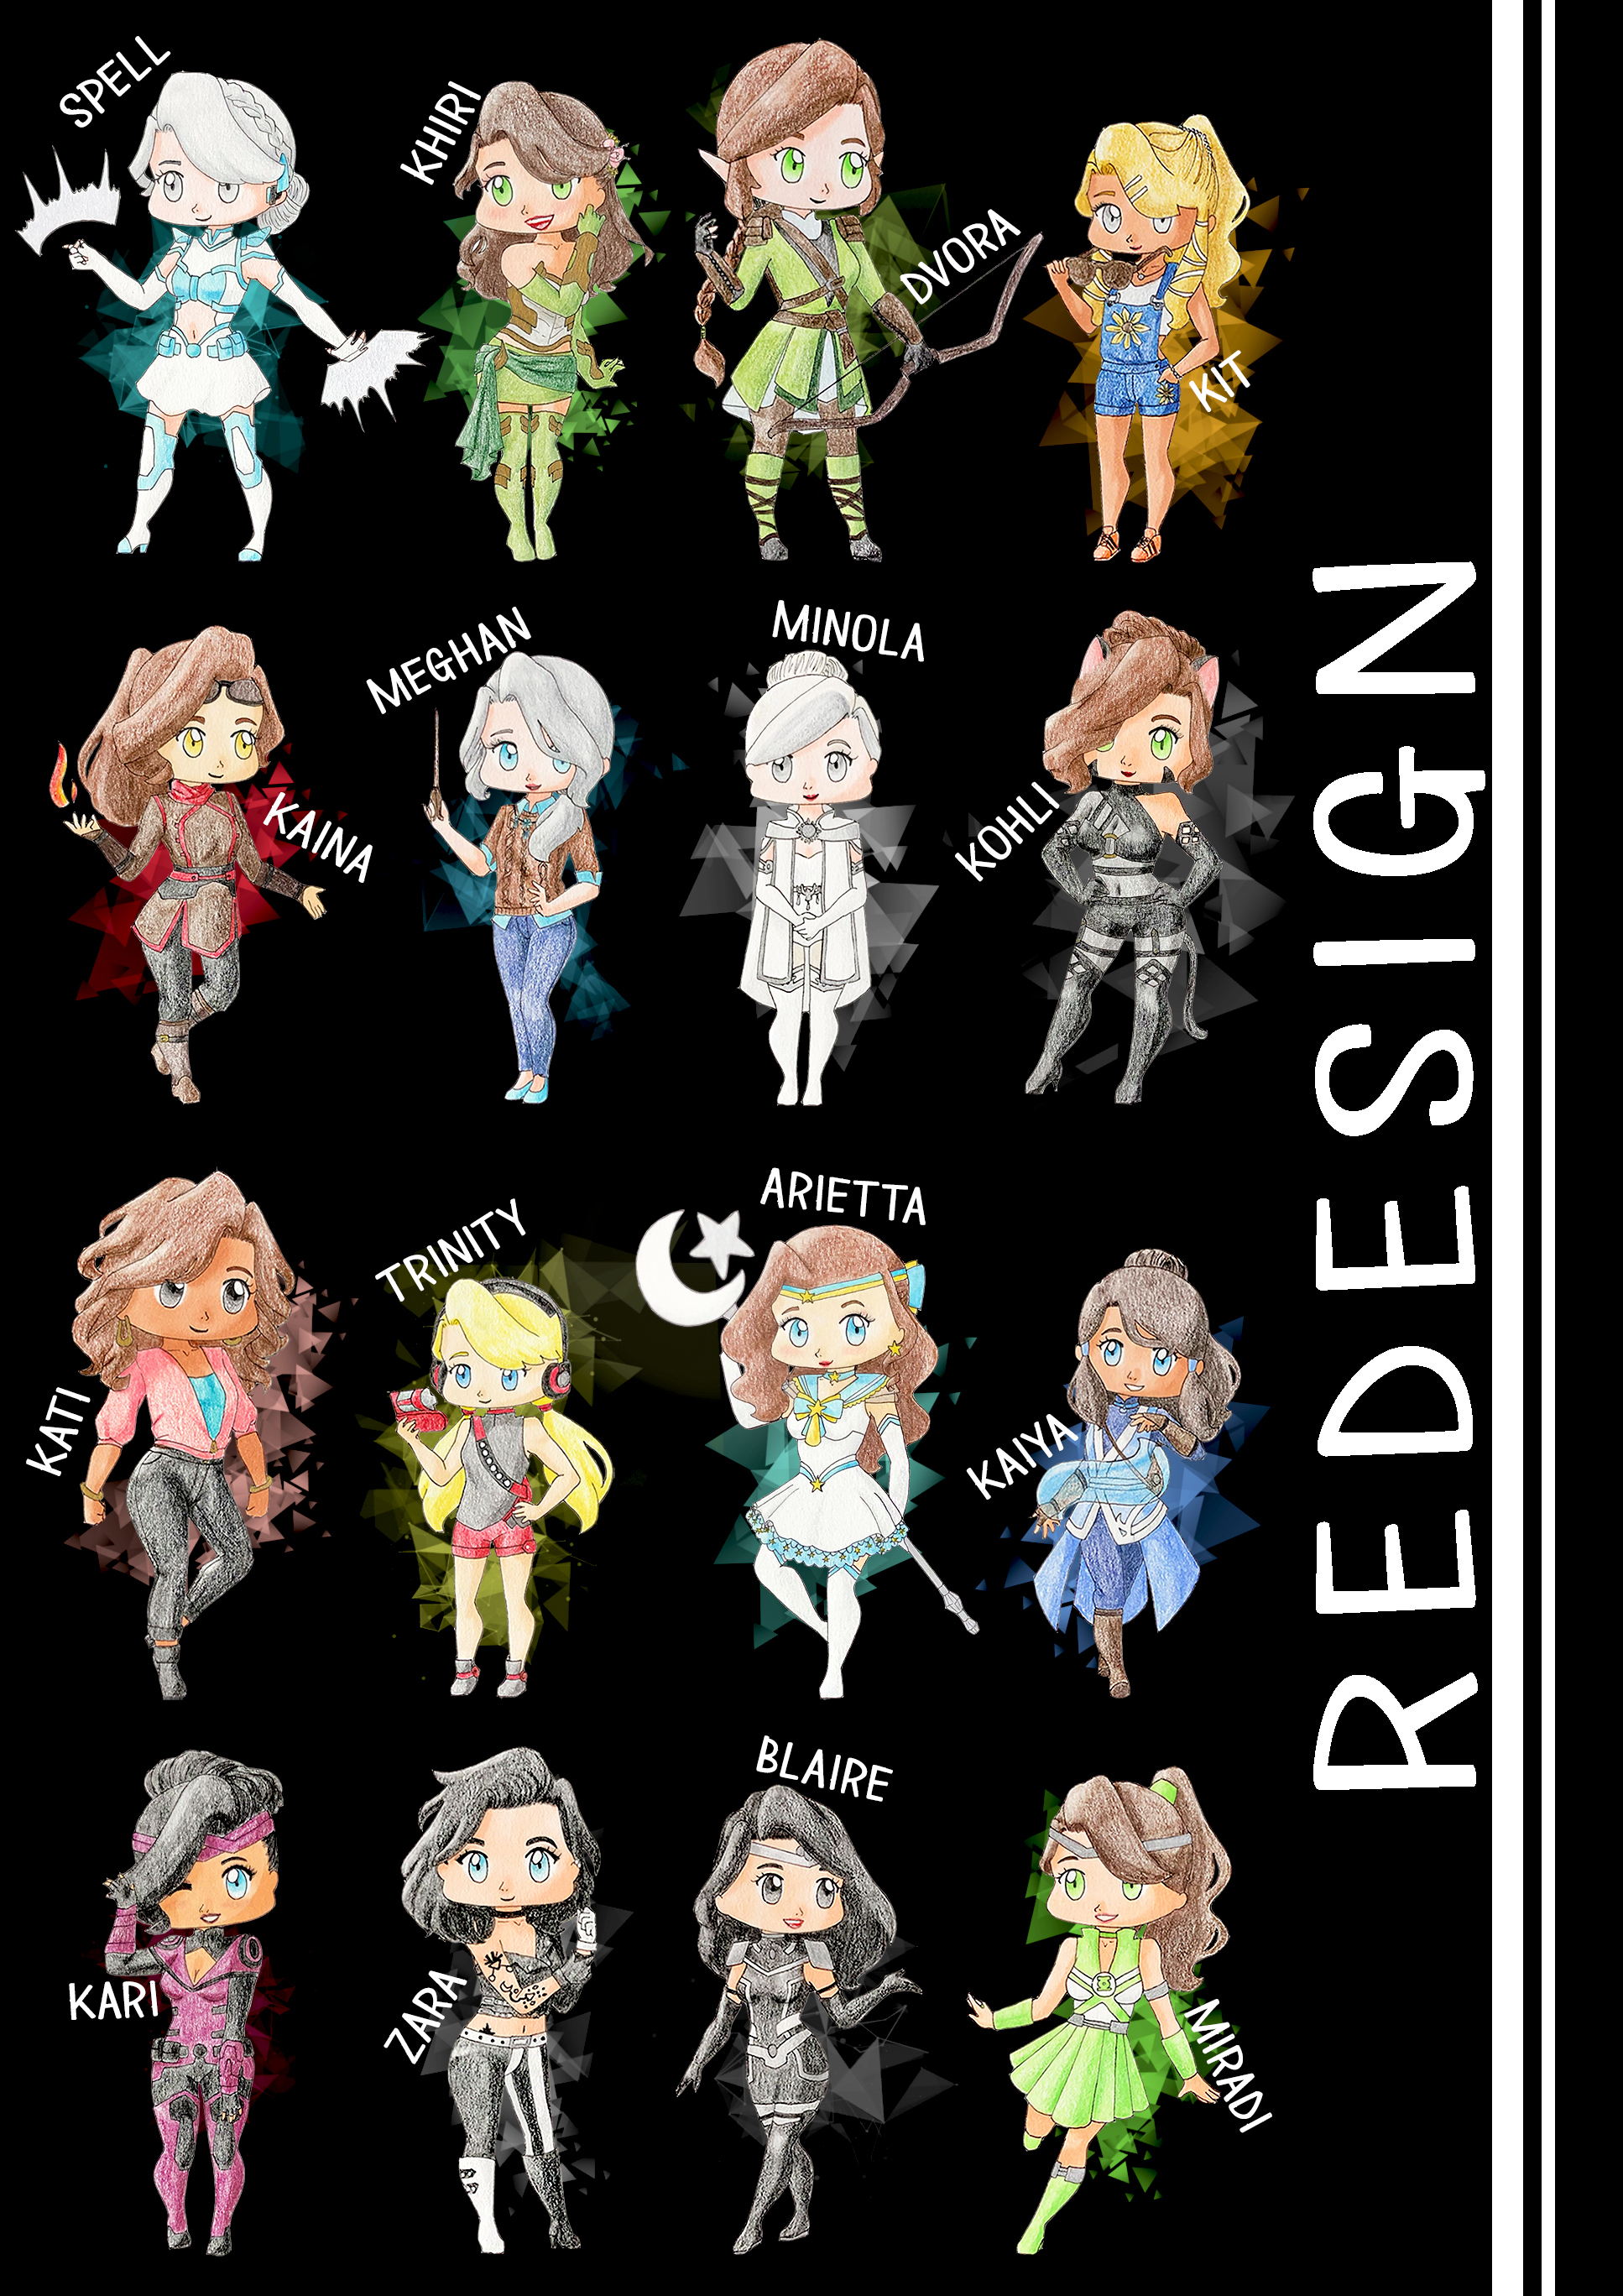 SPELL
KHIRI
DVORA
KIT
KAINA
MEGHAN
MINOLA
KOHLI
KATI
TRINITY
ARIETTA
KAIYA
KARI
ZARA
BLAIRE
MIRADI
REDESIGN